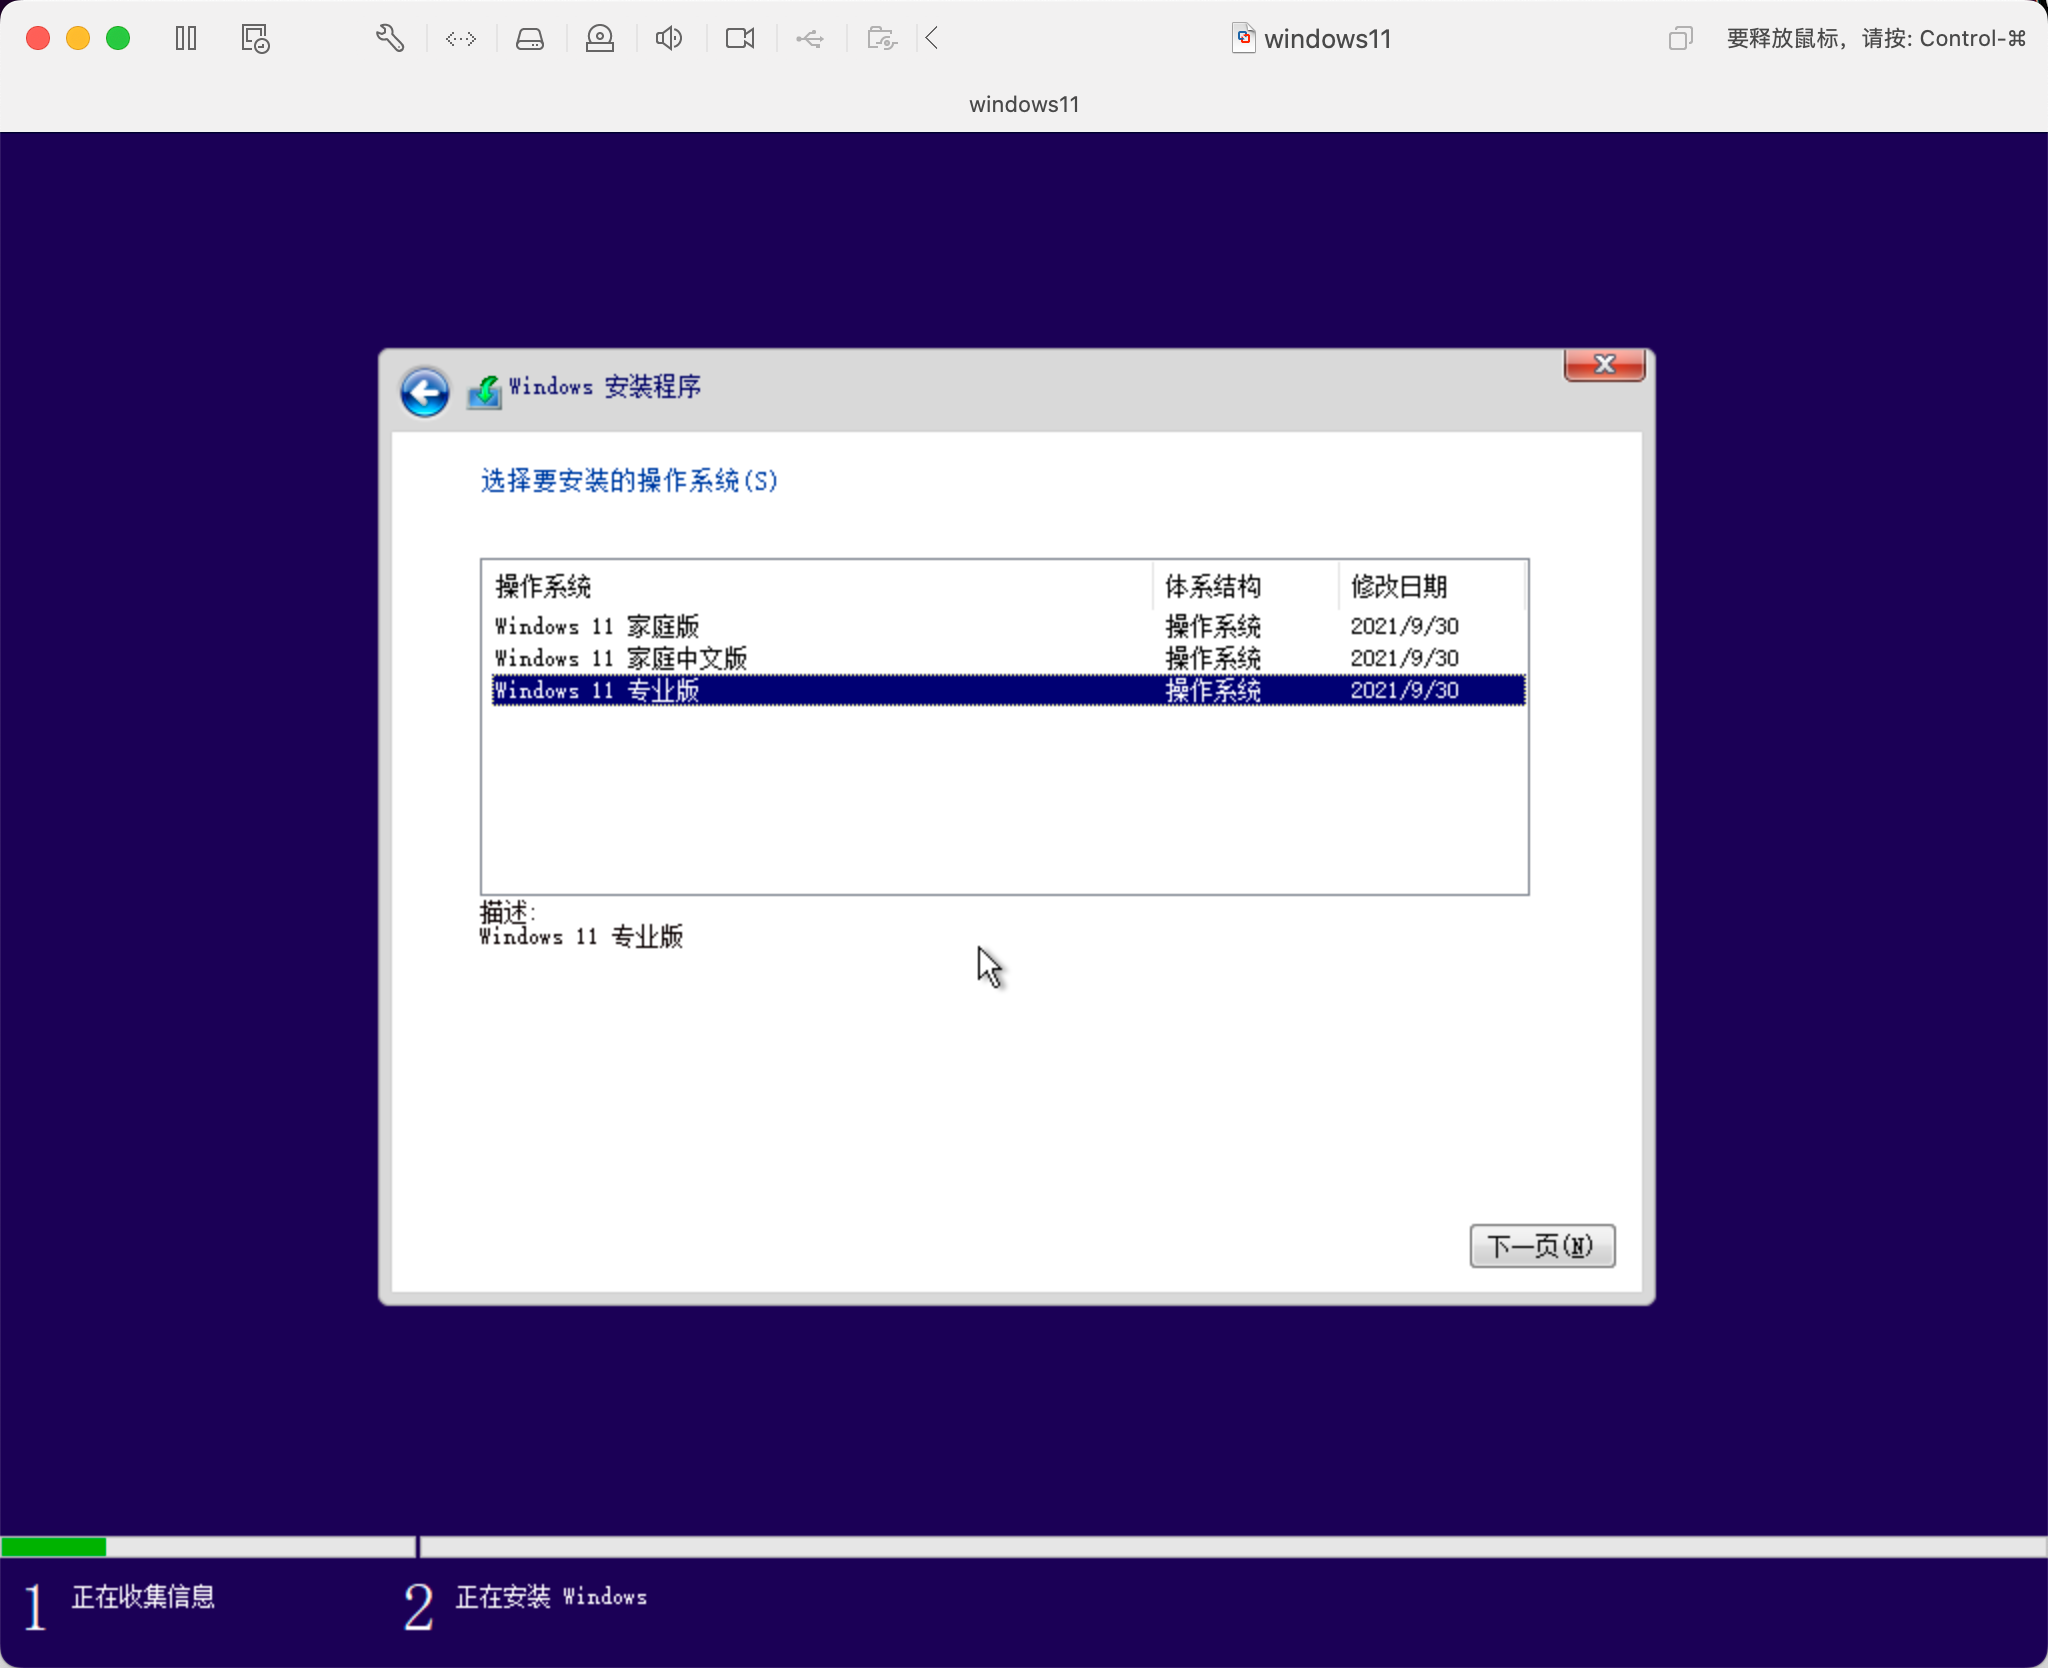 windows11
要释放鼠标，请按: Control-⌘
windows11
Windows 安装程序
选择要安装的操作系统(S)
操作系统 体系结构 修改日期
Windows 11 家庭版 操作系统 2021/9/30
Windows 11 家庭中文版 操作系统 2021/9/30
Windows 11 专业版 操作系统 2021/9/30
描述:
Windows 11 专业版
下一页(N)
1 正在收集信息
2 正在安装 Windows